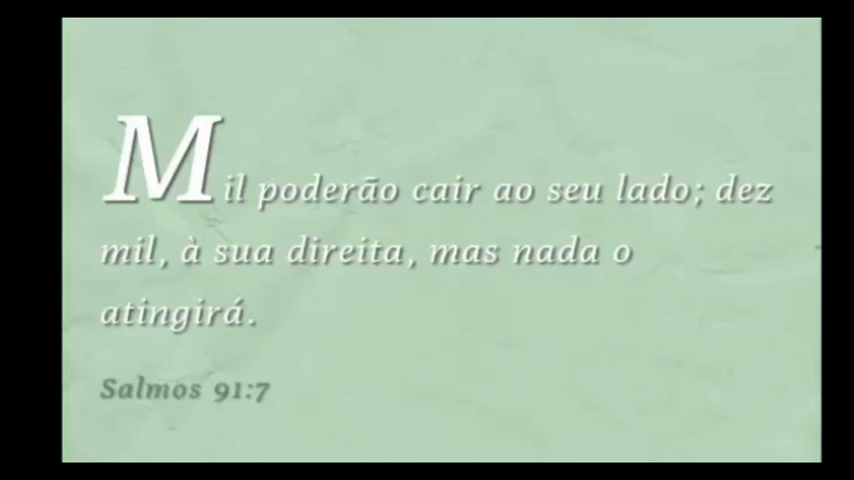 Mil poderão cair ao seu lado; dez
mil, à sua direita, mas nada o
atingirá.
Salmos 91:7